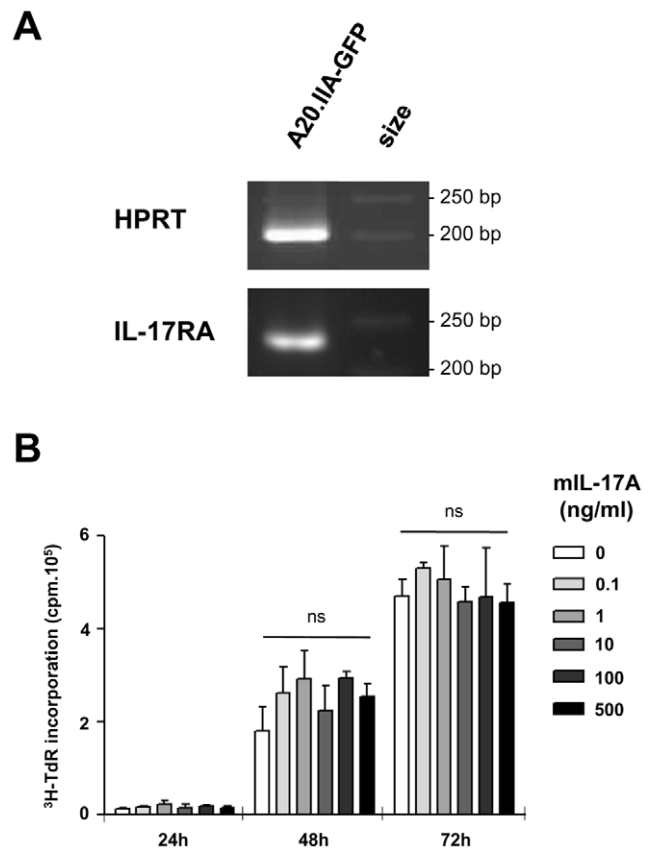 A
A20.IIA-GFP
size
HPRT
- 250 bp
- 200 bp
IL-17RA
- 250 bp
- 200 bp
B
mIL-17A
(ng/ml)
0
0.1
1
10
100
500
³H-TdR incorporation (cpm.10⁵)
6
4
2
0
ns
ns
24h
48h
72h